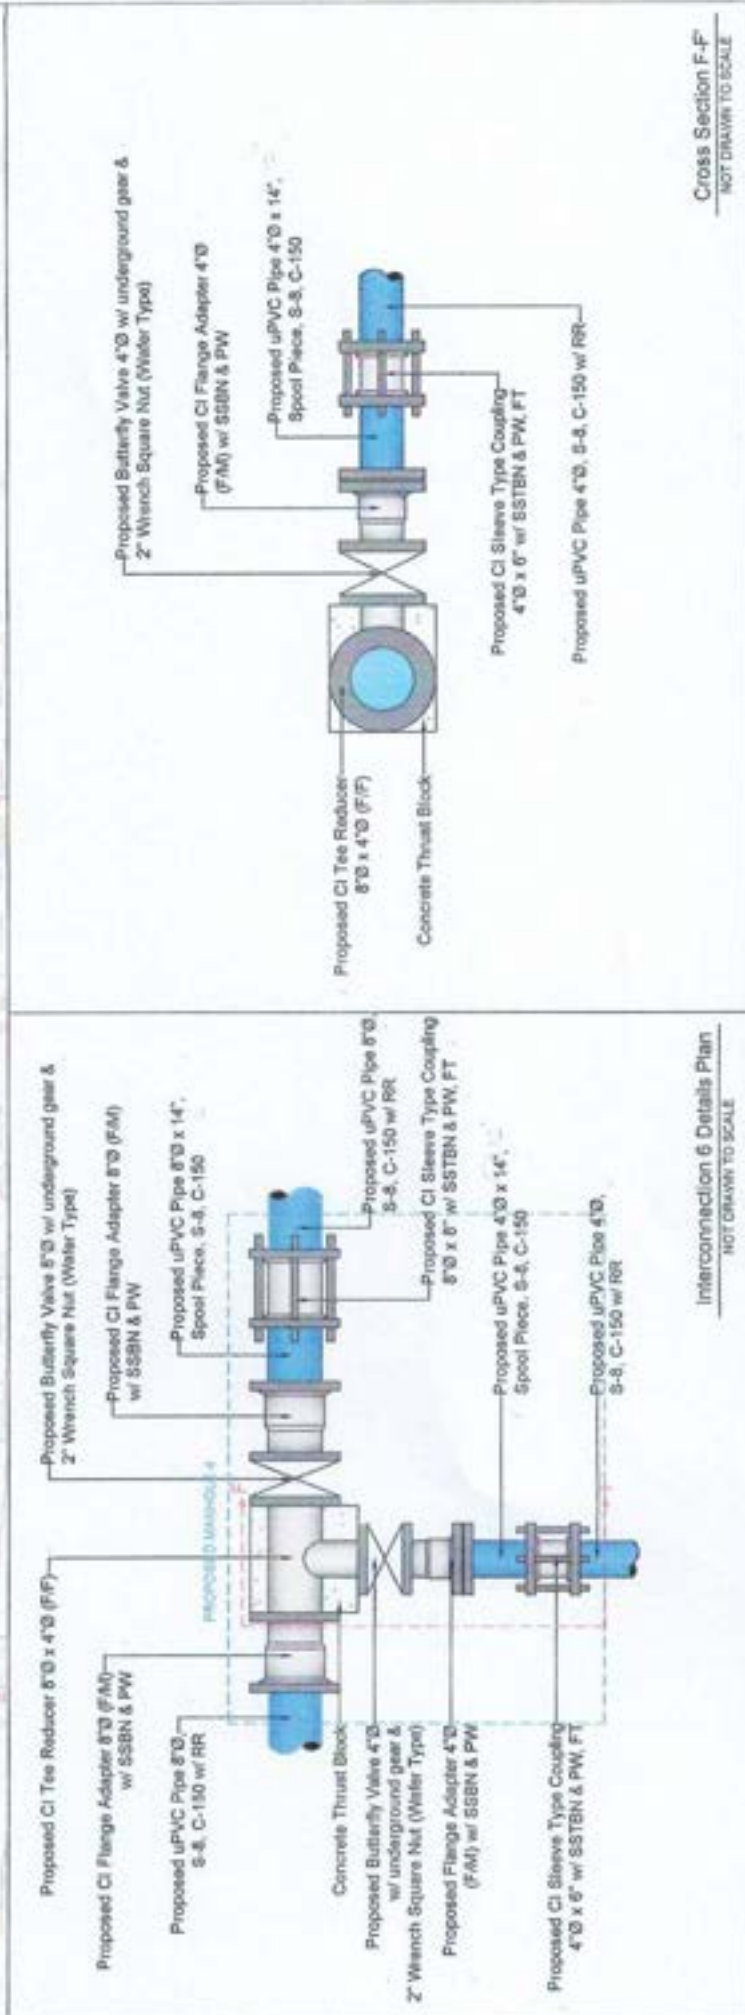 Proposed CI Tee Reducer 8"Ø x 4"Ø (F/F)
Proposed CI Flange Adapter 8"Ø (F/M)
w/ SSBN & PW
Proposed uPVC Pipe 8"Ø,
S-8, C-150 w/ RR
Concrete Thrust Block
Proposed Butterfly Valve 4"Ø
w/ underground gear &
2" Wrench Square Nut (Wafer Type)
Proposed Flange Adapter 4"Ø
(F/M) w/ SSBN & PW
Proposed CI Sleeve Type Coupling
4"Ø x 6" w/ SSTBN & PW, FT
Proposed Butterfly Valve 8"Ø w/ underground gear &
2" Wrench Square Nut (Wafer Type)
Proposed CI Flange Adapter 8"Ø (F/M)
w/ SSBN & PW
Proposed uPVC Pipe 8"Ø x 14",
Spool Piece, S-8, C-150
PROPOSED MANHOLE
Proposed uPVC Pipe 8"Ø,
S-8, C-150 w/ RR
Proposed CI Sleeve Type Coupling
8"Ø x 8" w/ SSTBN & PW, FT
Proposed uPVC Pipe 4"Ø x 14",
Spool Piece, S-8, C-150
Proposed uPVC Pipe 4"Ø,
S-8, C-150 w/ RR
Interconnection 6 Details Plan
NOT DRAWN TO SCALE
Proposed Butterfly Valve 4"Ø w/ underground gear &
2" Wrench Square Nut (Wafer Type)
Proposed CI Flange Adapter 4"Ø
(F/M) w/ SSBN & PW
Proposed uPVC Pipe 4"Ø x 14",
Spool Piece, S-8, C-150
Proposed CI Tee Reducer
8"Ø x 4"Ø (F/F)
Concrete Thrust Block
Proposed CI Sleeve Type Coupling
4"Ø x 6" w/ SSTBN & PW, FT
Proposed uPVC Pipe 4"Ø, S-8, C-150 w/ RR
Cross Section F-F'
NOT DRAWN TO SCALE